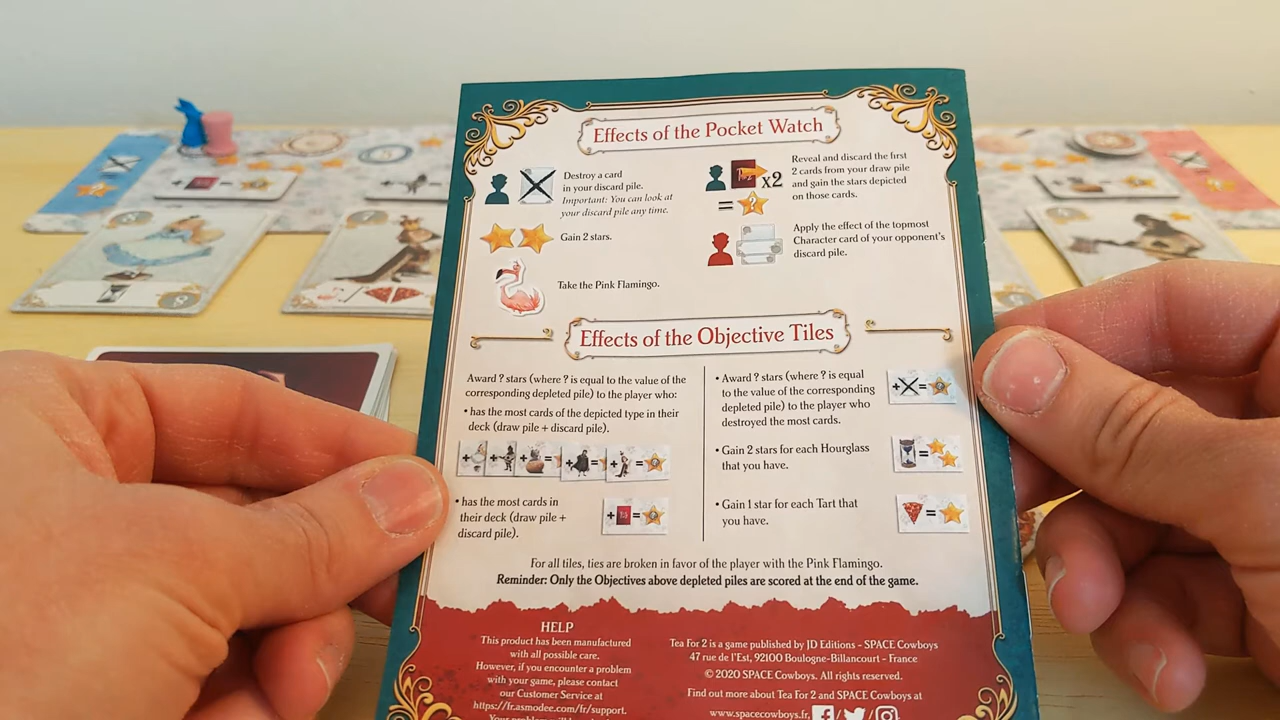 Effects of the Pocket Watch
Destroy a card
in your discard pile.
Important: You can look at
your discard pile any time.
Gain 2 stars.
Take the Pink Flamingo.
x2
=
?
Reveal and discard the first
2 cards from your draw pile
and gain the stars depicted
on those cards.
Apply the effect of the topmost
Character card of your opponent's
discard pile.
Effects of the Objective Tiles
Award ? stars (where ? is equal to the value of the
corresponding depleted pile) to the player who:
• has the most cards of the depicted type in their
deck (draw pile + discard pile).
• has the most cards in
their deck (draw pile +
discard pile).
• Award ? stars (where ? is equal
to the value of the corresponding
depleted pile) to the player who
destroyed the most cards.
• Gain 2 stars for each Hourglass
that you have.
• Gain 1 star for each Tart that
you have.
For all tiles, ties are broken in favor of the player with the Pink Flamingo.
Reminder: Only the Objectives above depleted piles are scored at the end of the game.
HELP
This product has been manufactured
with all possible care.
However, if you encounter a problem
with your game, please contact
our Customer Service at
https://fr.asmodee.com/fr/support.
Tea For 2 is a game published by JD Editions - SPACE Cowboys
47 rue de l'Est, 92100 Boulogne-Billancourt - France
© 2020 SPACE Cowboys. All rights reserved.
Find out more about Tea For 2 and SPACE Cowboys at
www.spacecowboys.fr,